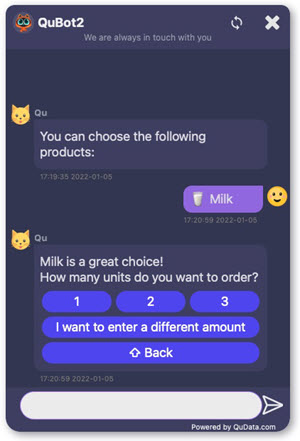 QuBot2
We are always in touch with you
Qu
You can choose the following
products:
17:19:35 2022-01-05
Milk
17:20:59 2022-01-05
Qu
Milk is a great choice!
How many units do you want to order?
1 2 3
I want to enter a different amount
Back
17:20:59 2022-01-05
Powered by QuData.com